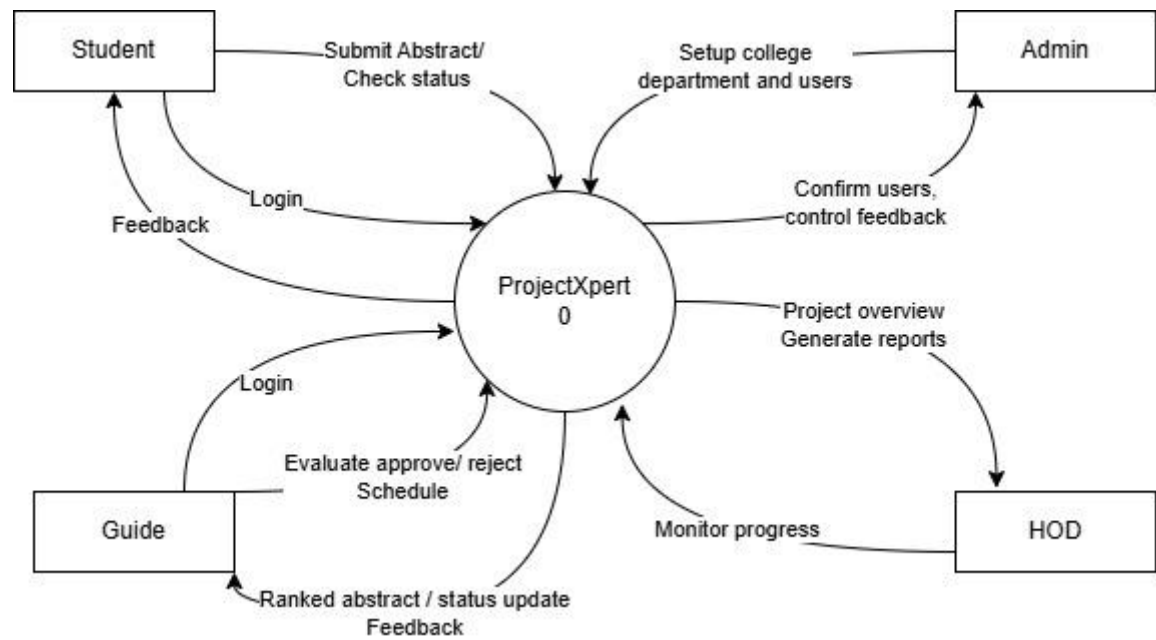 Student
Submit Abstract/
Check status
Setup college
department and users
Admin
Login
Feedback
Confirm users,
control feedback
ProjectXpert
0
Project overview
Generate reports
Login
Evaluate approve/ reject
Schedule
Monitor progress
Guide
HOD
Ranked abstract / status update
Feedback